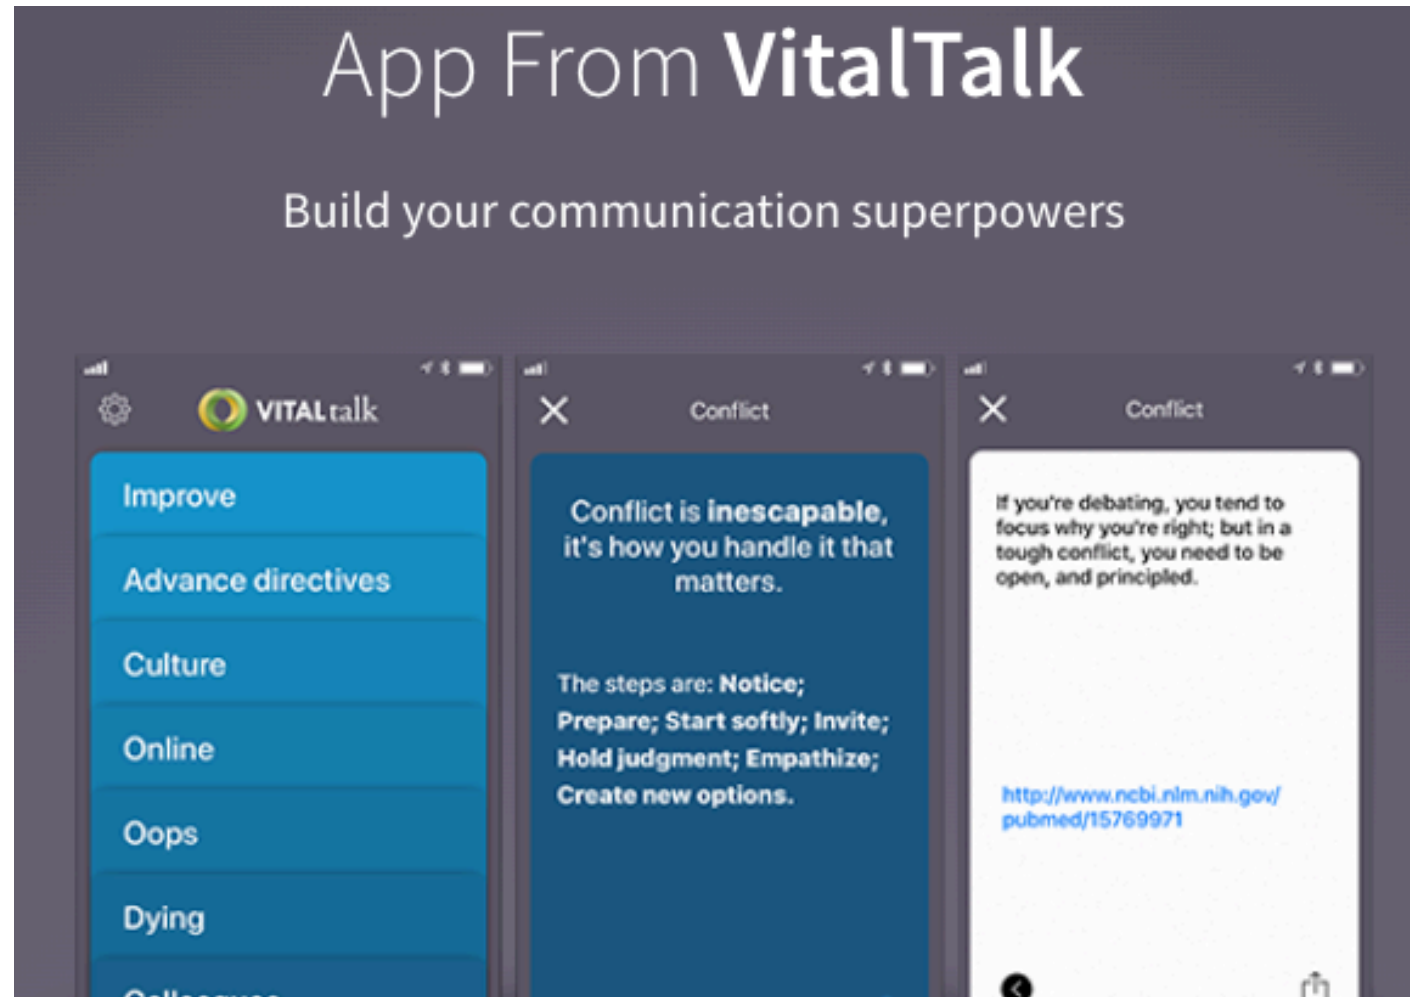 App From VitalTalk
Build your communication superpowers
VITALtalk
Improve
Advance directives
Culture
Online
Oops
Dying
Colleagues
Conflict
Conflict is inescapable,
it's how you handle it that
matters.
The steps are: Notice;
Prepare; Start softly; Invite;
Hold judgment; Empathize;
Create new options.
Conflict
If you're debating, you tend to
focus why you're right; but in a
tough conflict, you need to be
open, and principled.
http://www.ncbi.nlm.nih.gov/
pubmed/15769971